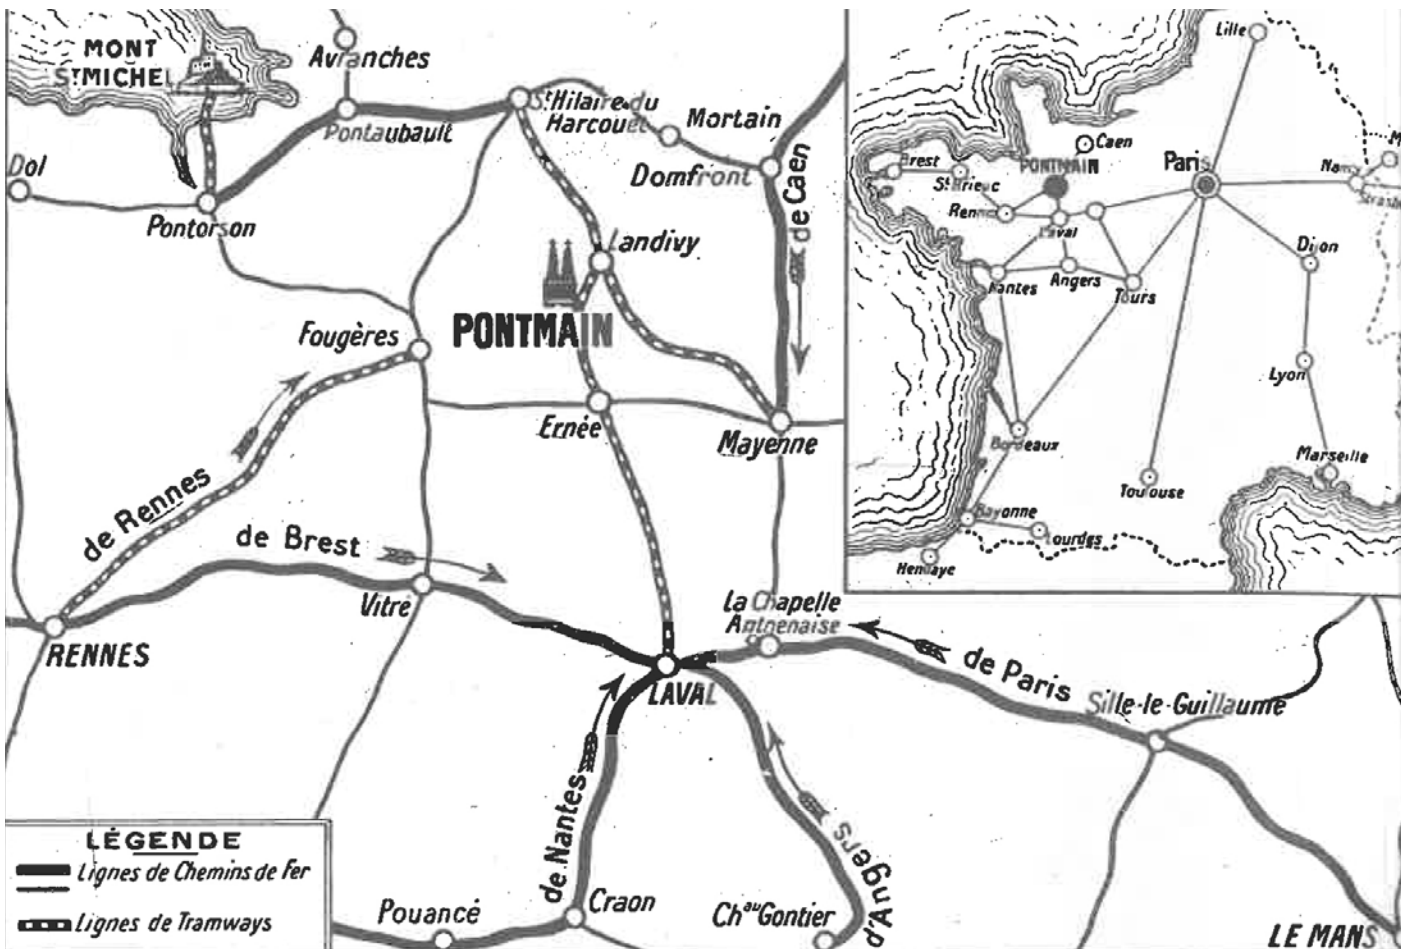 MONT
St MICHEL
Avranches
Pontaubault
St Hilaire du
Harcouet
Mortain
Domfront
de Caen
Dol
Pontorson
Landivy
PONTMAIN
Fougères
Ernée
Mayenne
de Rennes
de Brest
Vitré
RENNES
La Chapelle
Anthenaise
LAVAL
de Paris
Sille-le-Guillaume
de Nantes
d'Angers
Pouancé
Craon
Chau Gontier
LE MANS
LÉGENDE
Lignes de Chemins de Fer
Lignes de Tramways
Lille
Caen
Brest
PONTMAIN
Paris
St Brieuc
Rennes
Laval
Nantes
Angers
Tours
Dijon
Lyon
Bordeaux
Marseille
Toulouse
Bayonne
Lourdes
Hendaye